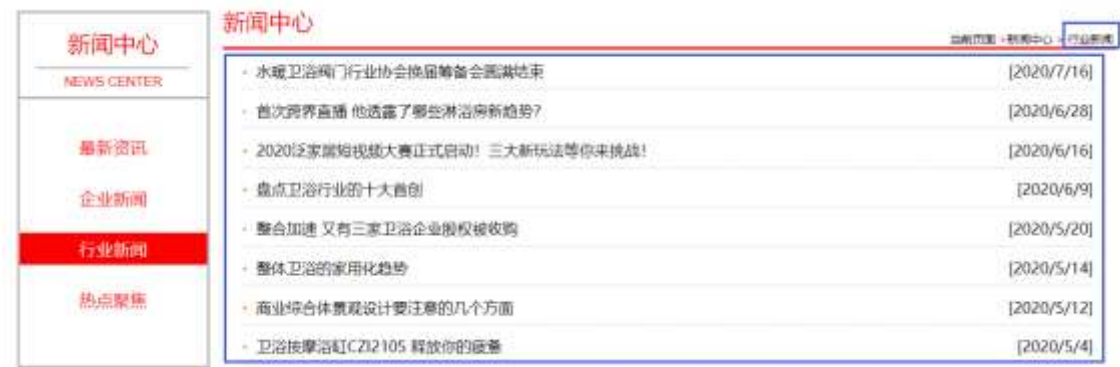 新闻中心
NEWS CENTER
最新资讯
企业新闻
行业新闻
热点聚焦
新闻中心
当前页面 >新闻中心 > 行业新闻
· 水暖卫浴阀门行业协会换届筹备会圆满结束 [2020/7/16]
· 首次跨界直播 他透露了哪些淋浴房新趋势? [2020/6/28]
· 2020泛家居短视频大赛正式启动！三大新玩法等你来挑战！ [2020/6/16]
· 盘点卫浴行业的十大首创 [2020/6/9]
· 整合加速 又有三家卫浴企业股权被收购 [2020/5/20]
· 整体卫浴的家用化趋势 [2020/5/14]
· 商业综合体景观设计要注意的几个方面 [2020/5/12]
· 卫浴按摩浴缸CZI2105 释放你的疲惫 [2020/5/4]